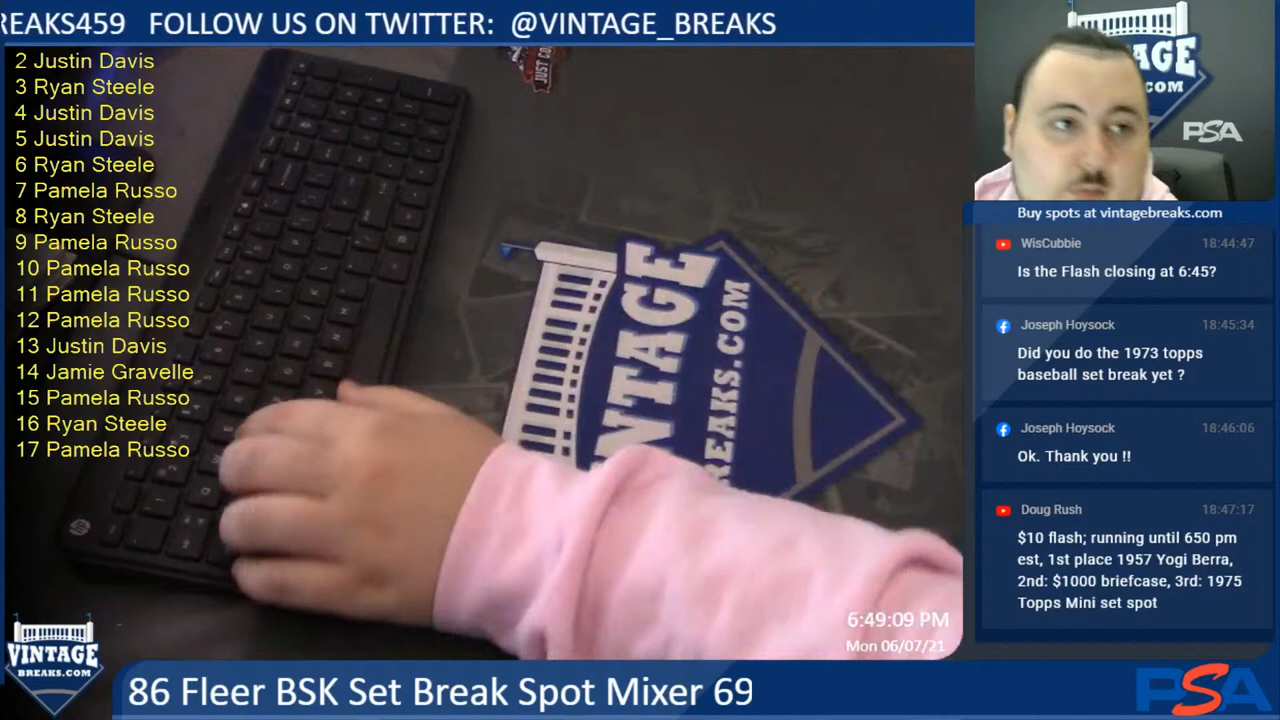 REAKS459 FOLLOW US ON TWITTER: @VINTAGE_BREAKS
2 Justin Davis
3 Ryan Steele
4 Justin Davis
5 Justin Davis
6 Ryan Steele
7 Pamela Russo
8 Ryan Steele
9 Pamela Russo
10 Pamela Russo
11 Pamela Russo
12 Pamela Russo
13 Justin Davis
14 Jamie Gravelle
15 Pamela Russo
16 Ryan Steele
17 Pamela Russo
JUST CO
NTAGE
REAKS.COM
hp
6:49:09 PM
Mon 06/07/21
AGE
COM
PSA
Buy spots at vintagebreaks.com
WisCubbie 18:44:47
Is the Flash closing at 6:45?
Joseph Hoysock 18:45:34
Did you do the 1973 topps
baseball set break yet ?
Joseph Hoysock 18:46:06
Ok. Thank you !!
Doug Rush 18:47:17
$10 flash; running until 650 pm
est, 1st place 1957 Yogi Berra,
2nd: $1000 briefcase, 3rd: 1975
Topps Mini set spot
VINTAGE
BREAKS.COM
86 Fleer BSK Set Break Spot Mixer 69
PSA